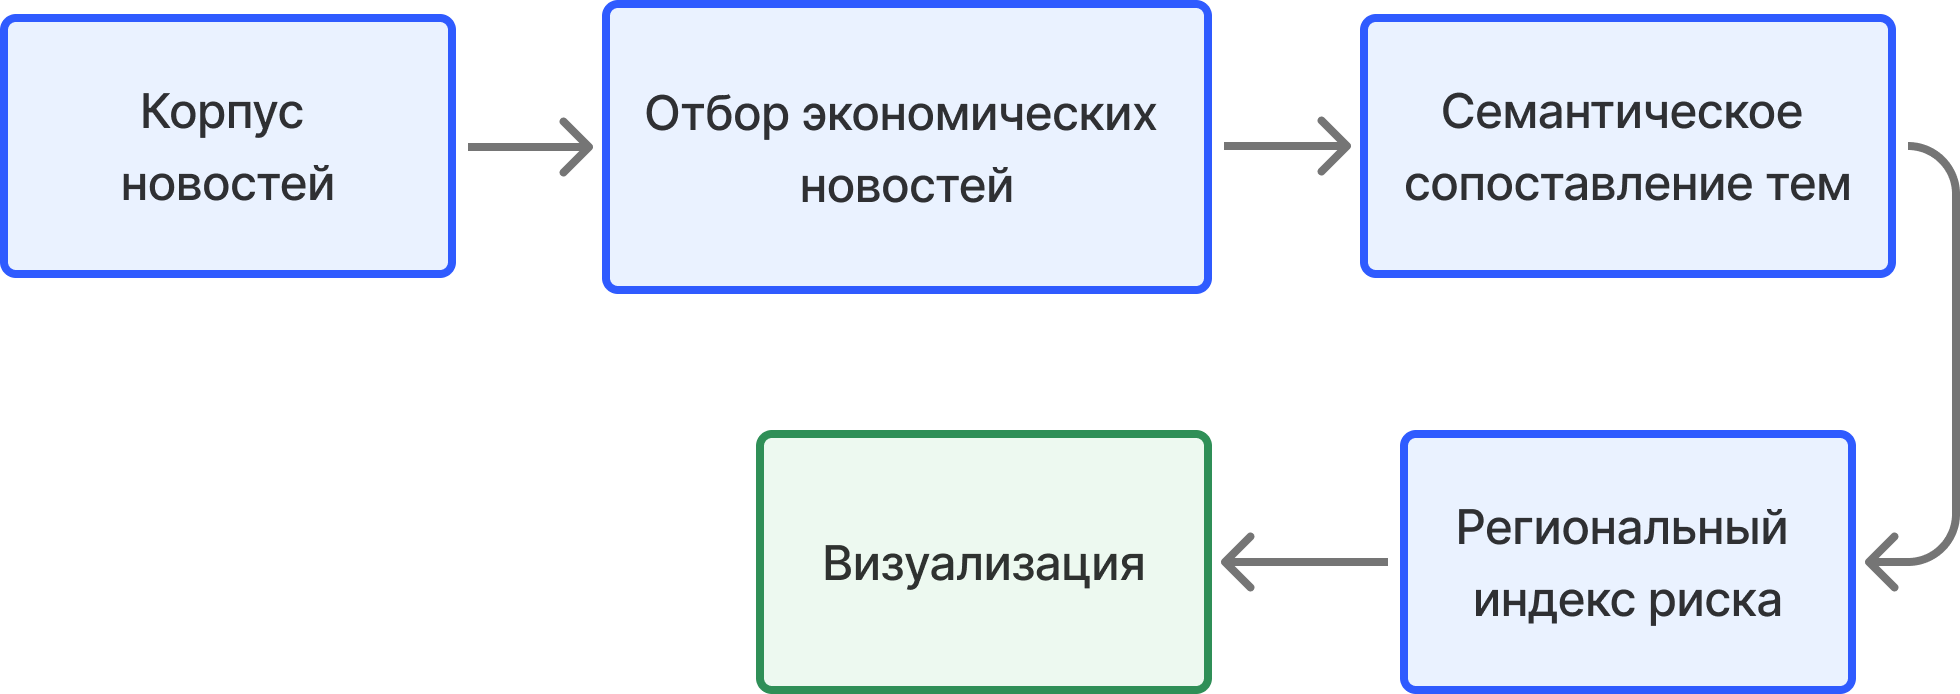 Корпус
новостей
Отбор экономических
новостей
Семантическое
сопоставление тем
Региональный
индекс риска
Визуализация